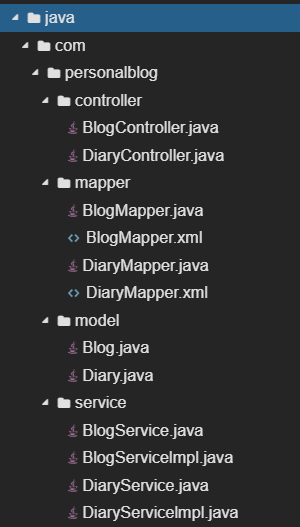 java
com
personalblog
controller
BlogController.java
DiaryController.java
mapper
BlogMapper.java
BlogMapper.xml
DiaryMapper.java
DiaryMapper.xml
model
Blog.java
Diary.java
service
BlogService.java
BlogServiceImpl.java
DiaryService.java
DiaryServiceImpl.java